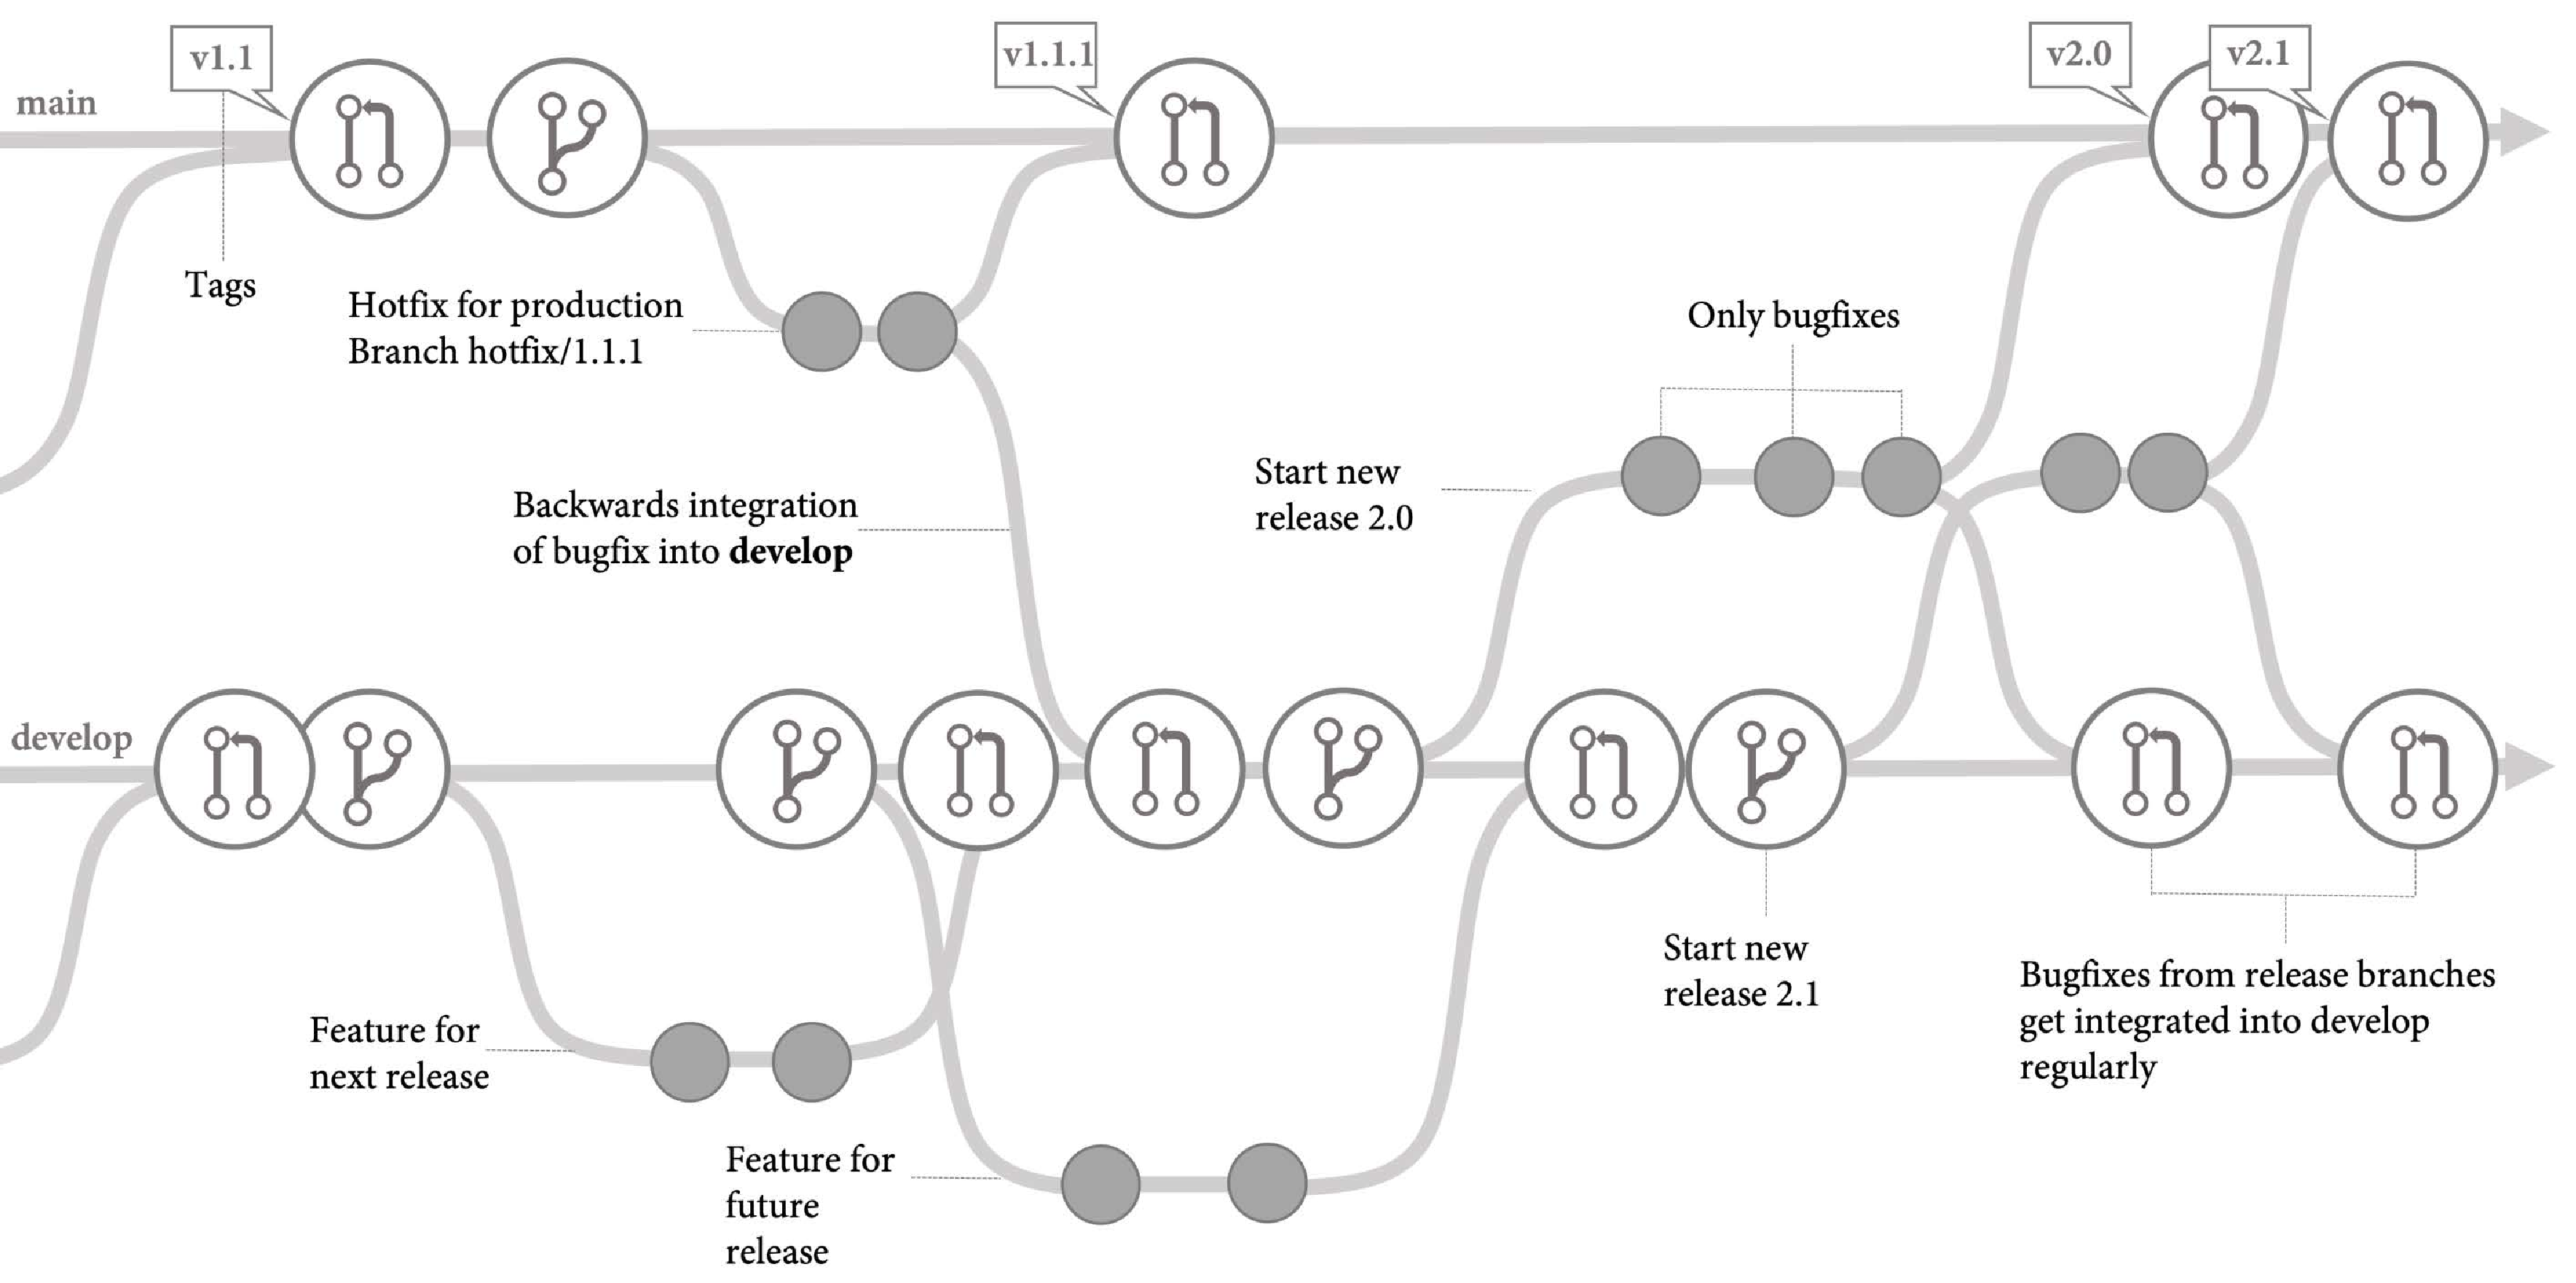 v1.1
v1.1.1
v2.0
v2.1
main
Tags
Hotfix for production
Branch hotfix/1.1.1
Only bugfixes
Start new
release 2.0
Backwards integration
of bugfix into develop
develop
Start new
release 2.1
Bugfixes from release branches
get integrated into develop
regularly
Feature for
next release
Feature for
future
release